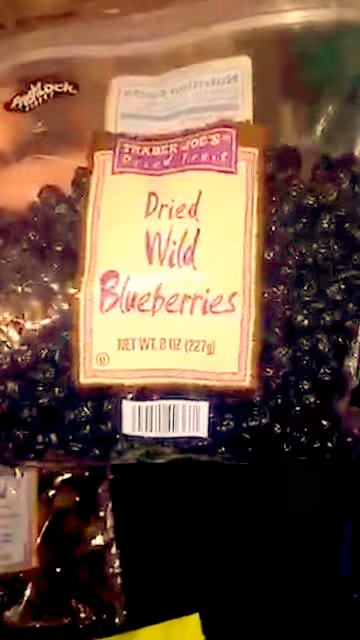 TRADER JOE'S
DRIED FRUIT
Dried
Wild
Blueberries
NET WT. 8 OZ (227g)